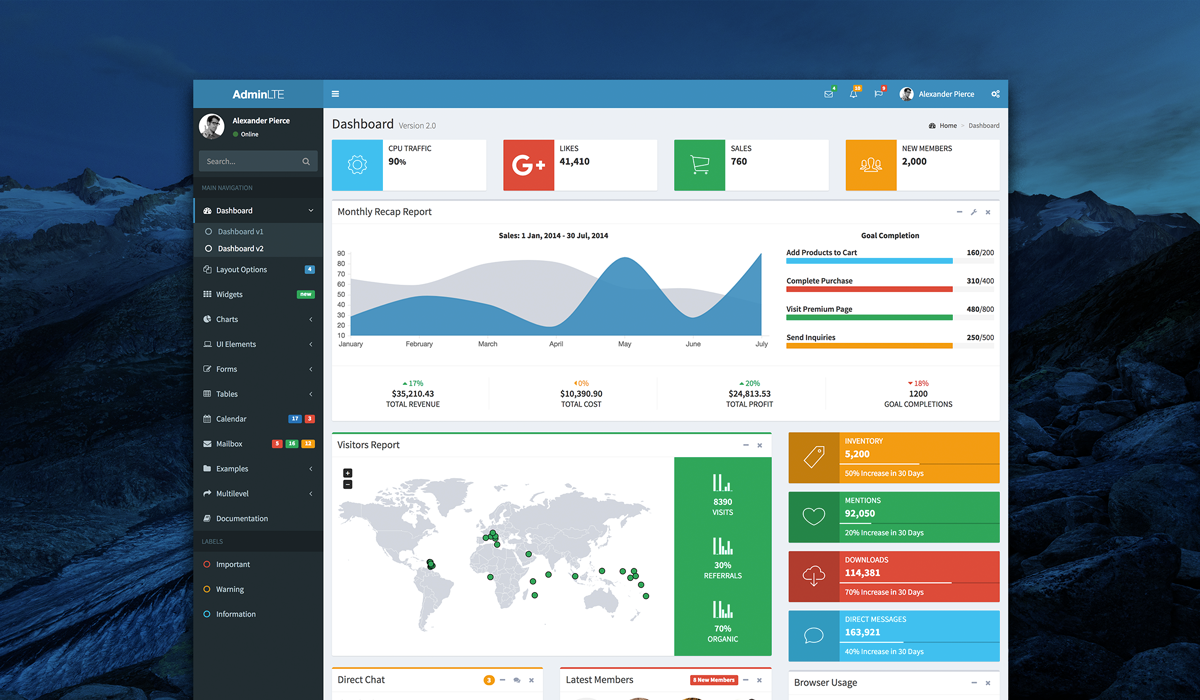 AdminLTE
4
10
9
Alexander Pierce
Alexander Pierce
Online
Search...
MAIN NAVIGATION
Dashboard
Dashboard v1
Dashboard v2
Layout Options 4
Widgets new
Charts
UI Elements
Forms
Tables
Calendar 17 3
Mailbox 5 16 12
Examples
Multilevel
Documentation
LABELS
Important
Warning
Information
Dashboard Version 2.0
Home > Dashboard
CPU TRAFFIC
90%
G+
LIKES
41,410
SALES
760
NEW MEMBERS
2,000
Monthly Recap Report
Sales: 1 Jan, 2014 - 30 Jul, 2014
90
80
70
60
50
40
30
20
10
January February March April May June July
Goal Completion
Add Products to Cart 160/200
Complete Purchase 310/400
Visit Premium Page 480/800
Send Inquiries 250/500
17%
$35,210.43
TOTAL REVENUE
0%
$10,390.90
TOTAL COST
20%
$24,813.53
TOTAL PROFIT
18%
1200
GOAL COMPLETIONS
Visitors Report
+
−
8390
VISITS
30%
REFERRALS
70%
ORGANIC
INVENTORY
5,200
50% Increase in 30 Days
MENTIONS
92,050
20% Increase in 30 Days
DOWNLOADS
114,381
70% Increase in 30 Days
DIRECT MESSAGES
163,921
40% Increase in 30 Days
Direct Chat 3
Latest Members 8 New Members
Browser Usage